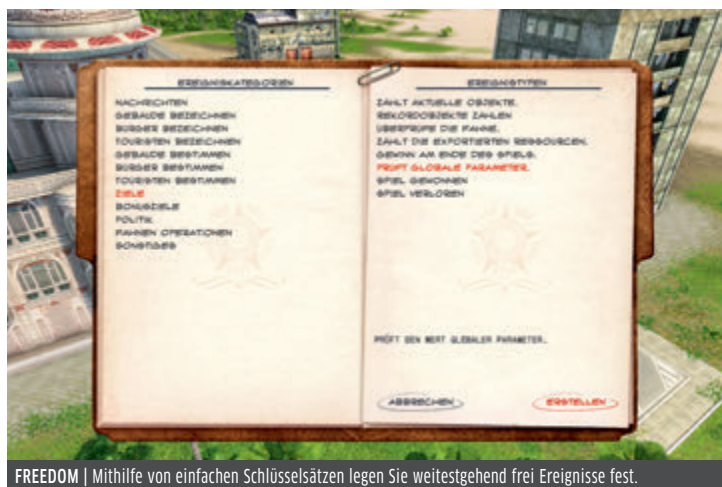 EREIGNISKATEGORIEN
NACHRICHTEN
GEBÄUDE BEZEICHNEN
BÜRGER BEZEICHNEN
TOURISTEN BEZEICHNEN
GEBÄUDE BESTIMMEN
BÜRGER BESTIMMEN
TOURISTEN BESTIMMEN
ZIELE
BONUSZIELE
POLITIK
FAHNEN OPERATIONEN
SONSTIGES
EREIGNISTYPEN
ZÄHLT AKTUELLE OBJEKTE.
REKORDOBJEKTE ZÄHLEN
ÜBERPRÜFE DIE FAHNE.
ZÄHLT DIE EXPORTIERTEN RESSOURCEN.
GEWINN AM ENDE DES SPIELS.
PRÜFT GLOBALE PARAMETER.
SPIEL GEWONNEN
SPIEL VERLOREN
PRÜFT DEN WERT GLOBALER PARAMETER.
ABBRECHEN
ERSTELLEN
FREEDOM | Mithilfe von einfachen Schlüsselsätzen legen Sie weitestgehend frei Ereignisse fest.